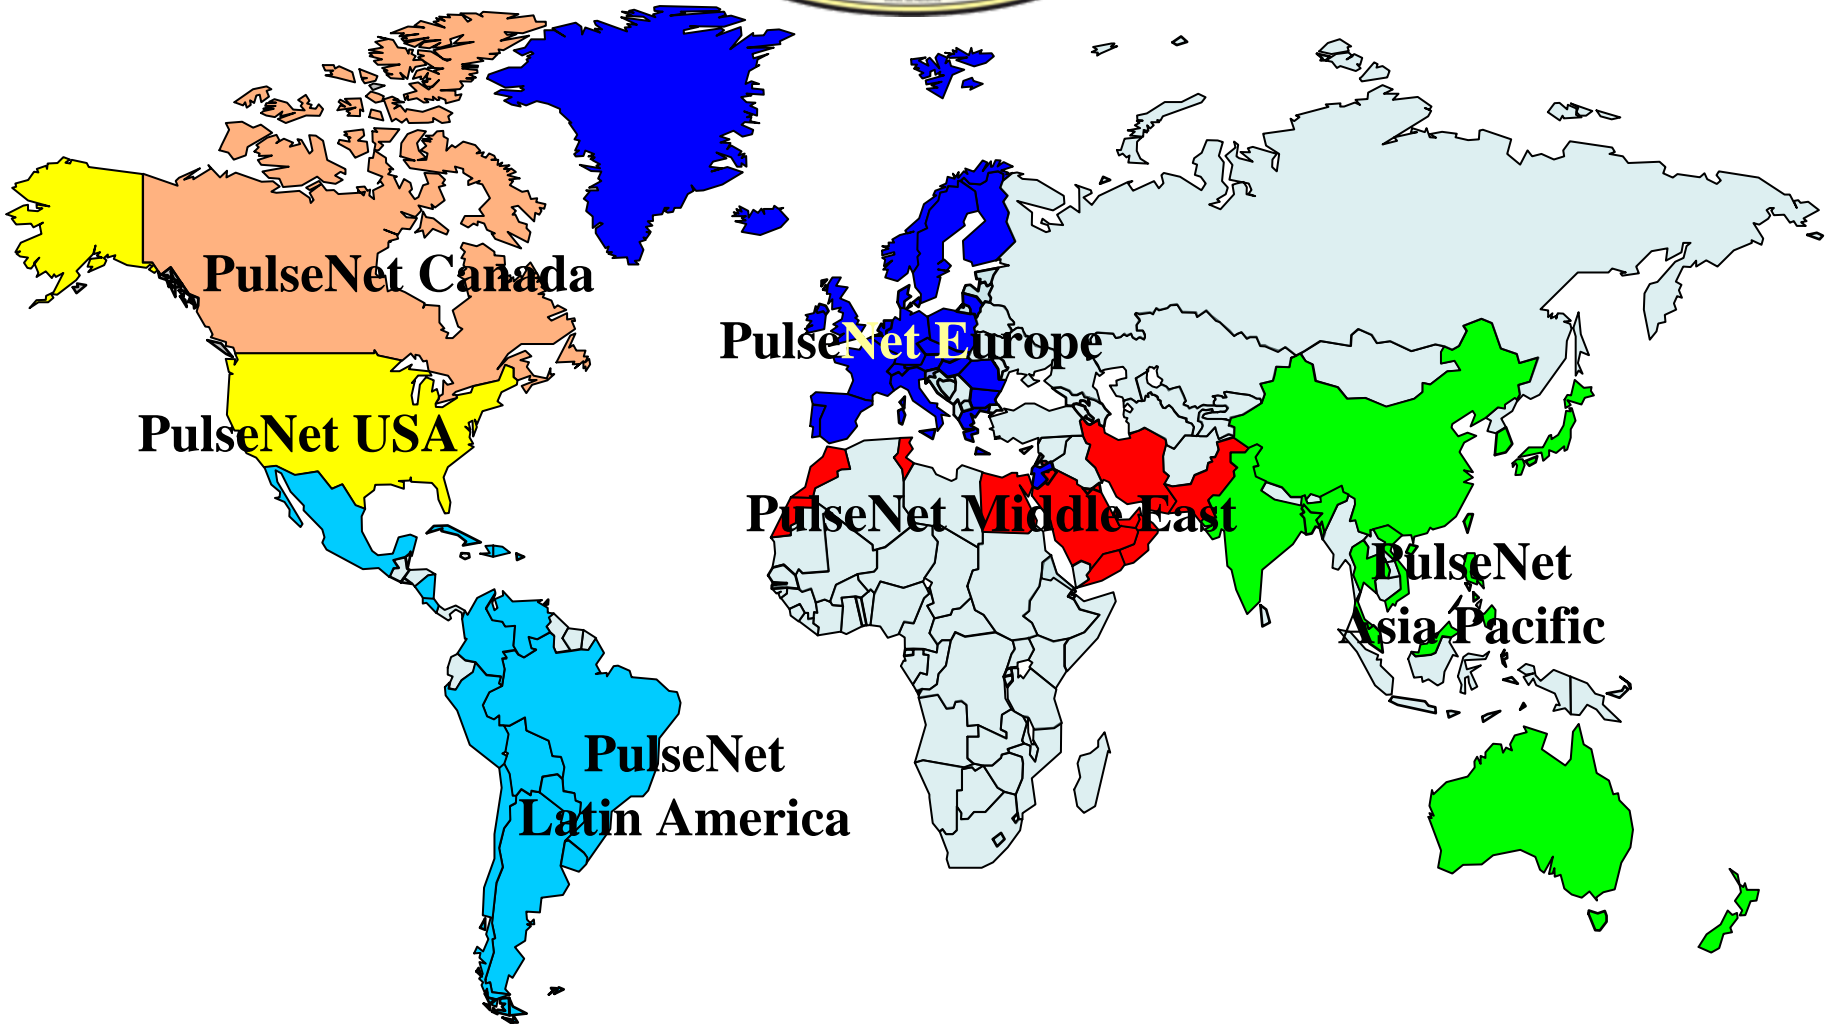 PulseNet Canada
PulseNet Europe
PulseNet USA
PulseNet Middle East
PulseNet
Asia Pacific
PulseNet
Latin America